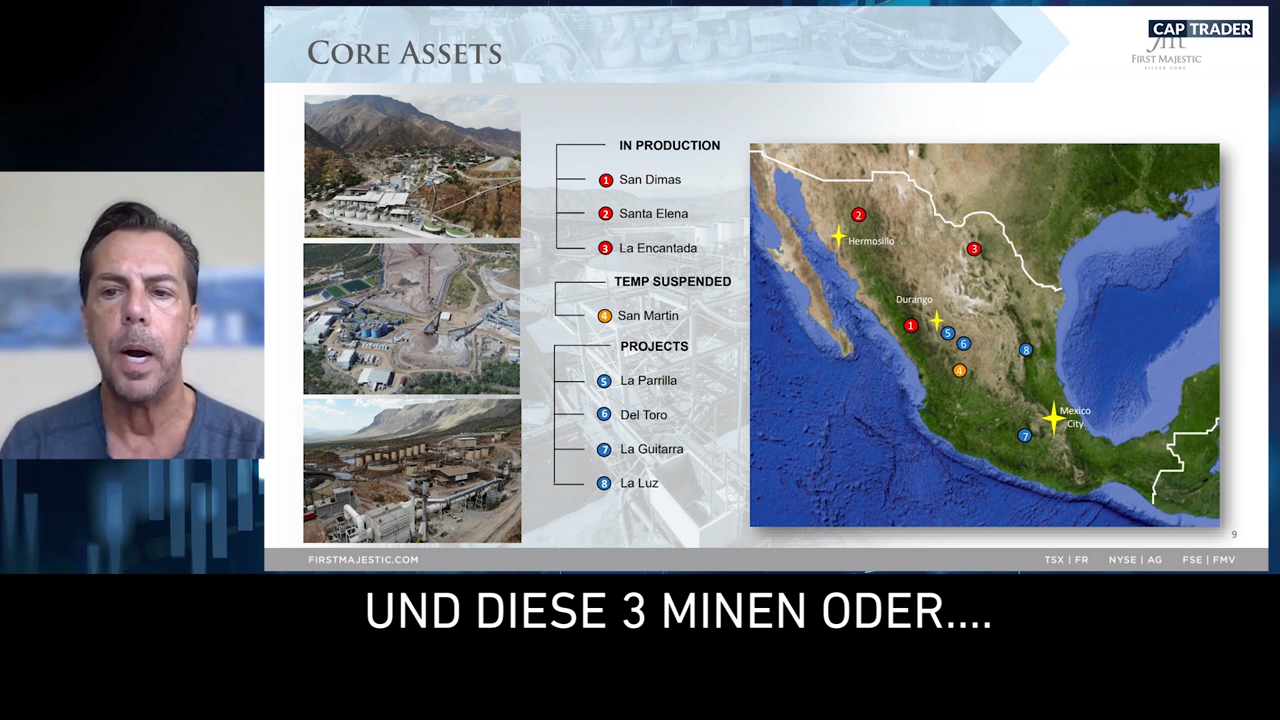 CORE ASSETS
CAP TRADER
FIRST MAJESTIC
SILVER CORP.
IN PRODUCTION
1 San Dimas
2 Santa Elena
3 La Encantada
TEMP SUSPENDED
4 San Martin
PROJECTS
5 La Parrilla
6 Del Toro
7 La Guitarra
8 La Luz
2
Hermosillo
3
Durango
1
5
6
8
4
Mexico
City
7
9
FIRSTMAJESTIC.COM
TSX | FR NYSE | AG FSE | FMV
UND DIESE 3 MINEN ODER....